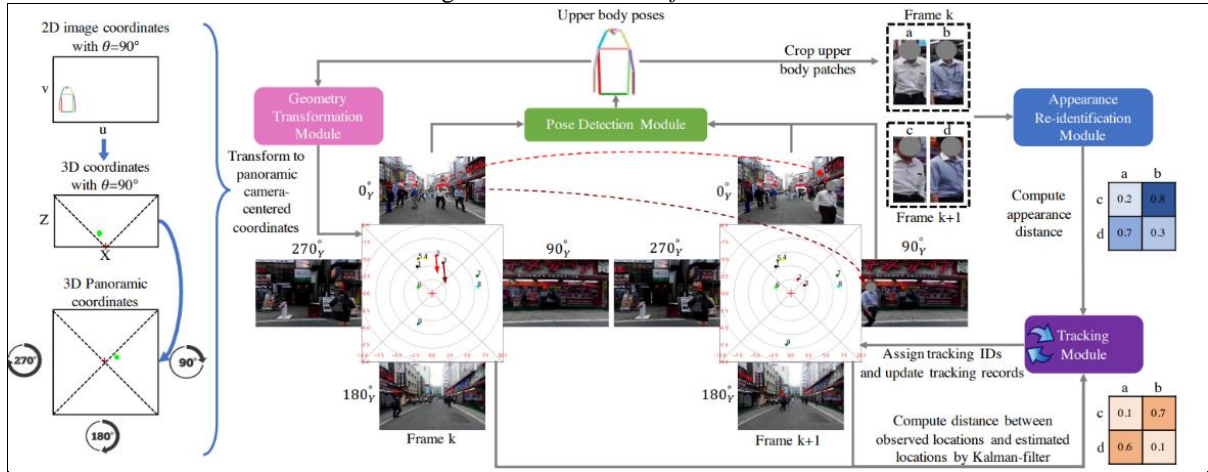 2D image coordinates
with θ=90°
v
u
3D coordinates
with θ=90°
Z
X
3D Panoramic
coordinates
270°
90°
180°
Geometry
Transformation
Module
Transform to
panoramic
camera-
centered
coordinates
Upper body poses
Pose Detection Module
Crop upper
body patches
Frame k
a b
c d
Frame k+1
Appearance
Re-identification
Module
Compute
appearance
distance
a b
c 0.2 0.8
d 0.7 0.3
0°Y
270°Y
90°Y
180°Y
Frame k
0°Y
270°Y
90°Y
180°Y
Frame k+1
Tracking
Module
Assign tracking IDs
and update tracking records
Compute distance between
observed locations and estimated
locations by Kalman-filter
a b
c 0.1 0.7
d 0.6 0.1